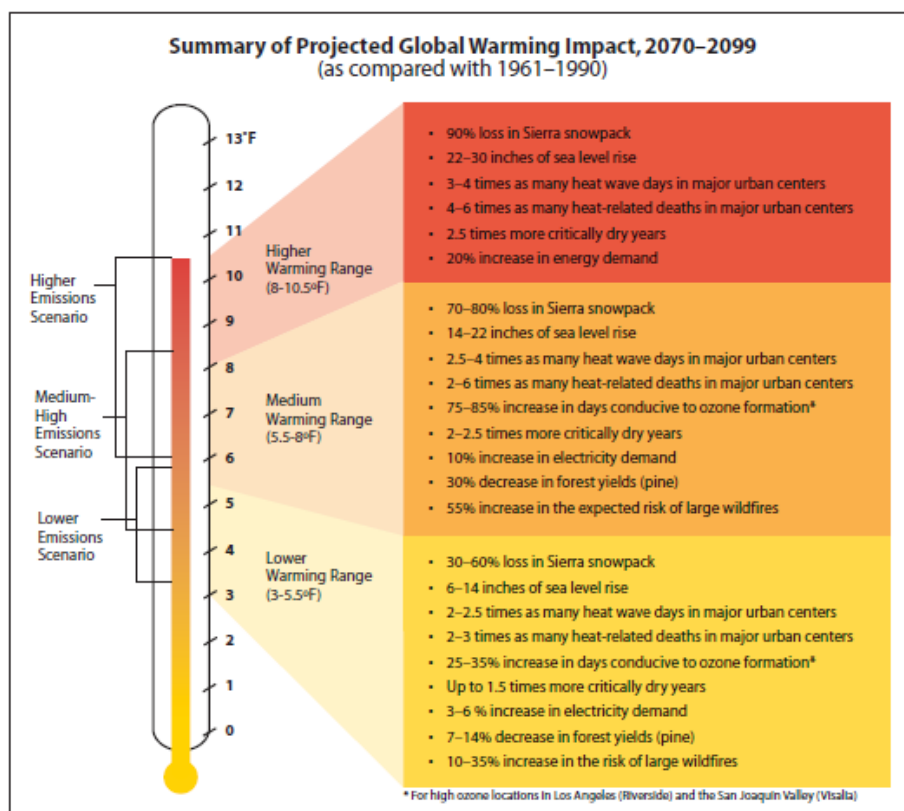 Summary of Projected Global Warming Impact, 2070–2099
(as compared with 1961–1990)
13°F
12
11
10
9
8
7
6
5
4
3
2
1
0
Higher
Emissions
Scenario
Medium-
High
Emissions
Scenario
Lower
Emissions
Scenario
Higher
Warming Range
(8-10.5ºF)
Medium
Warming Range
(5.5-8ºF)
Lower
Warming Range
(3-5.5ºF)
• 90% loss in Sierra snowpack
• 22–30 inches of sea level rise
• 3–4 times as many heat wave days in major urban centers
• 4–6 times as many heat-related deaths in major urban centers
• 2.5 times more critically dry years
• 20% increase in energy demand
• 70–80% loss in Sierra snowpack
• 14–22 inches of sea level rise
• 2.5–4 times as many heat wave days in major urban centers
• 2–6 times as many heat-related deaths in major urban centers
• 75–85% increase in days conducive to ozone formation*
• 2–2.5 times more critically dry years
• 10% increase in electricity demand
• 30% decrease in forest yields (pine)
• 55% increase in the expected risk of large wildfires
• 30–60% loss in Sierra snowpack
• 6–14 inches of sea level rise
• 2–2.5 times as many heat wave days in major urban centers
• 2–3 times as many heat-related deaths in major urban centers
• 25–35% increase in days conducive to ozone formation*
• Up to 1.5 times more critically dry years
• 3–6 % increase in electricity demand
• 7–14% decrease in forest yields (pine)
• 10–35% increase in the risk of large wildfires
* For high ozone locations in Los Angeles (Riverside) and the San Joaquin Valley (Visalia)